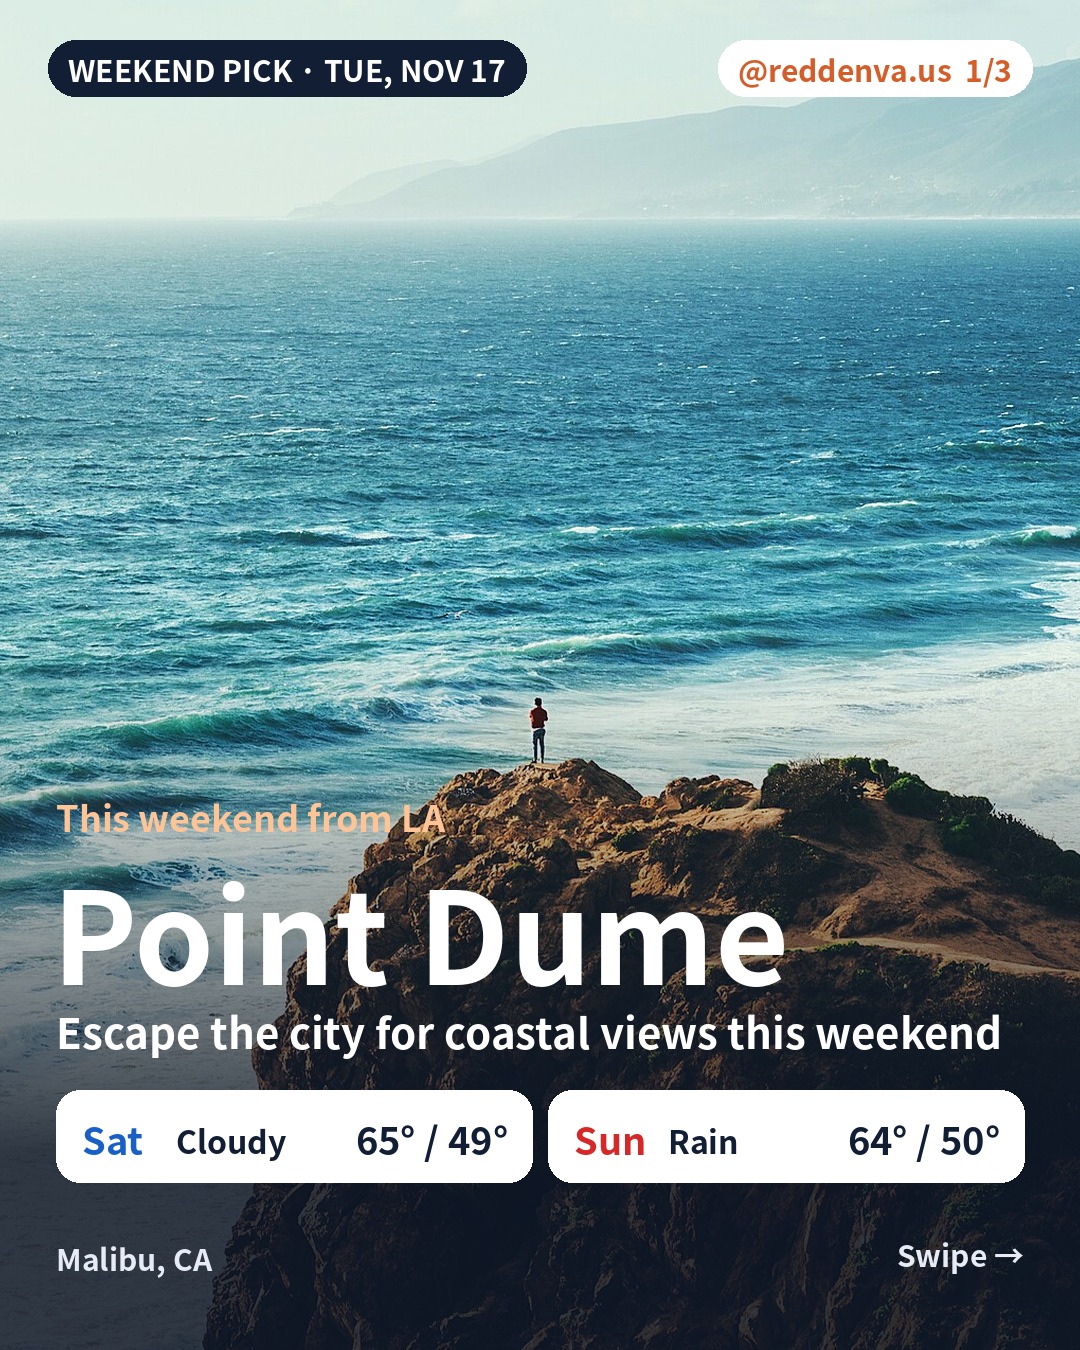 WEEKEND PICK · TUE, NOV 17
@reddenva.us 1/3
This weekend from LA
Point Dume
Escape the city for coastal views this weekend
Sat Cloudy 65° / 49°
Sun Rain 64° / 50°
Malibu, CA
Swipe →